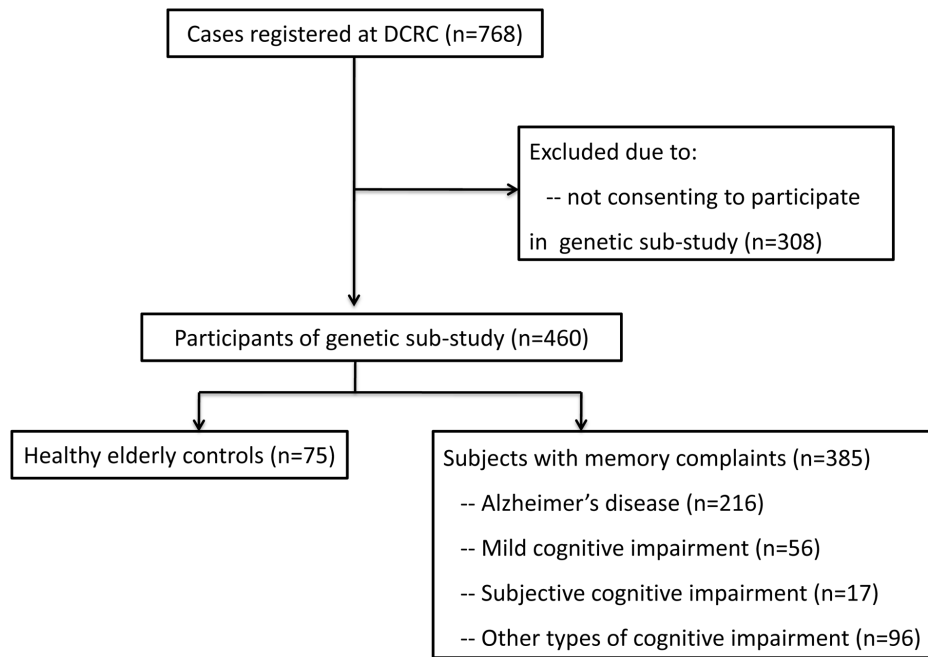 Cases registered at DCRC (n=768)
Excluded due to:
-- not consenting to participate
in genetic sub-study (n=308)
Participants of genetic sub-study (n=460)
Healthy elderly controls (n=75)
Subjects with memory complaints (n=385)
-- Alzheimer's disease (n=216)
-- Mild cognitive impairment (n=56)
-- Subjective cognitive impairment (n=17)
-- Other types of cognitive impairment (n=96)